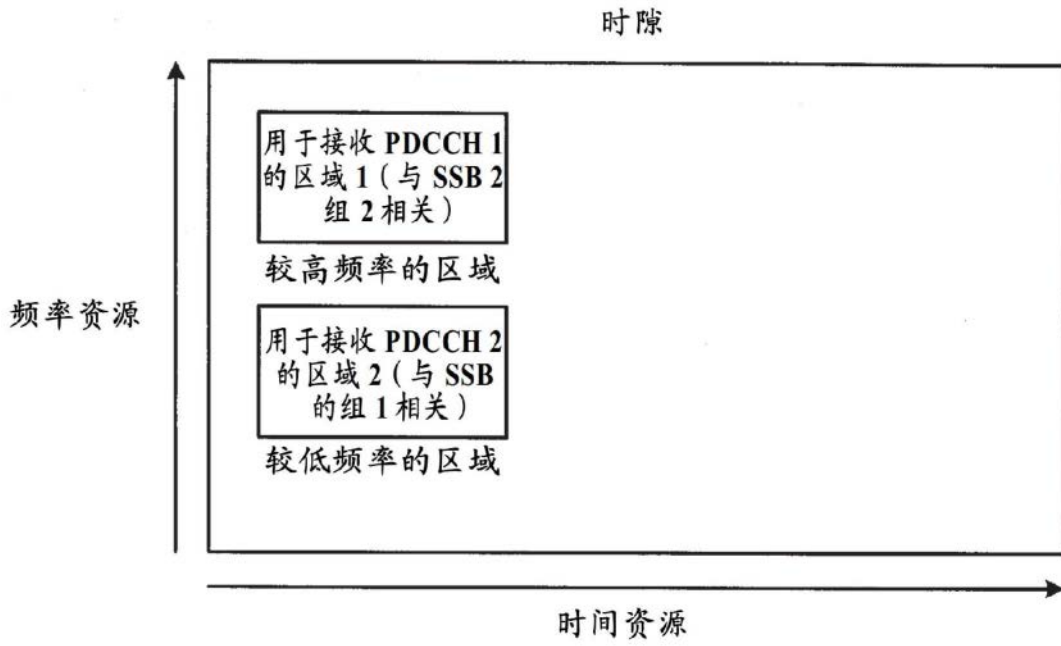 时隙
用于接收 PDCCH 1
的区域 1（与 SSB 2
组 2 相关）
较高频率的区域
频率资源
用于接收 PDCCH 2
的区域 2（与 SSB
的组 1 相关）
较低频率的区域
时间资源